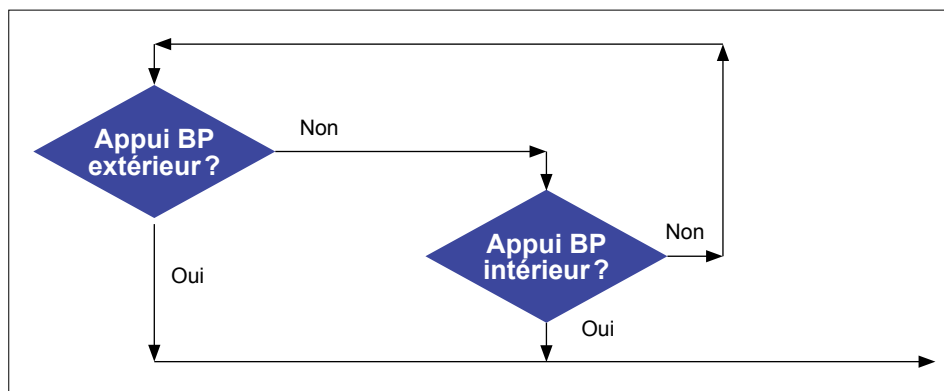 Appui BP
extérieur ?
Non
Oui
Appui BP
intérieur ?
Non
Oui